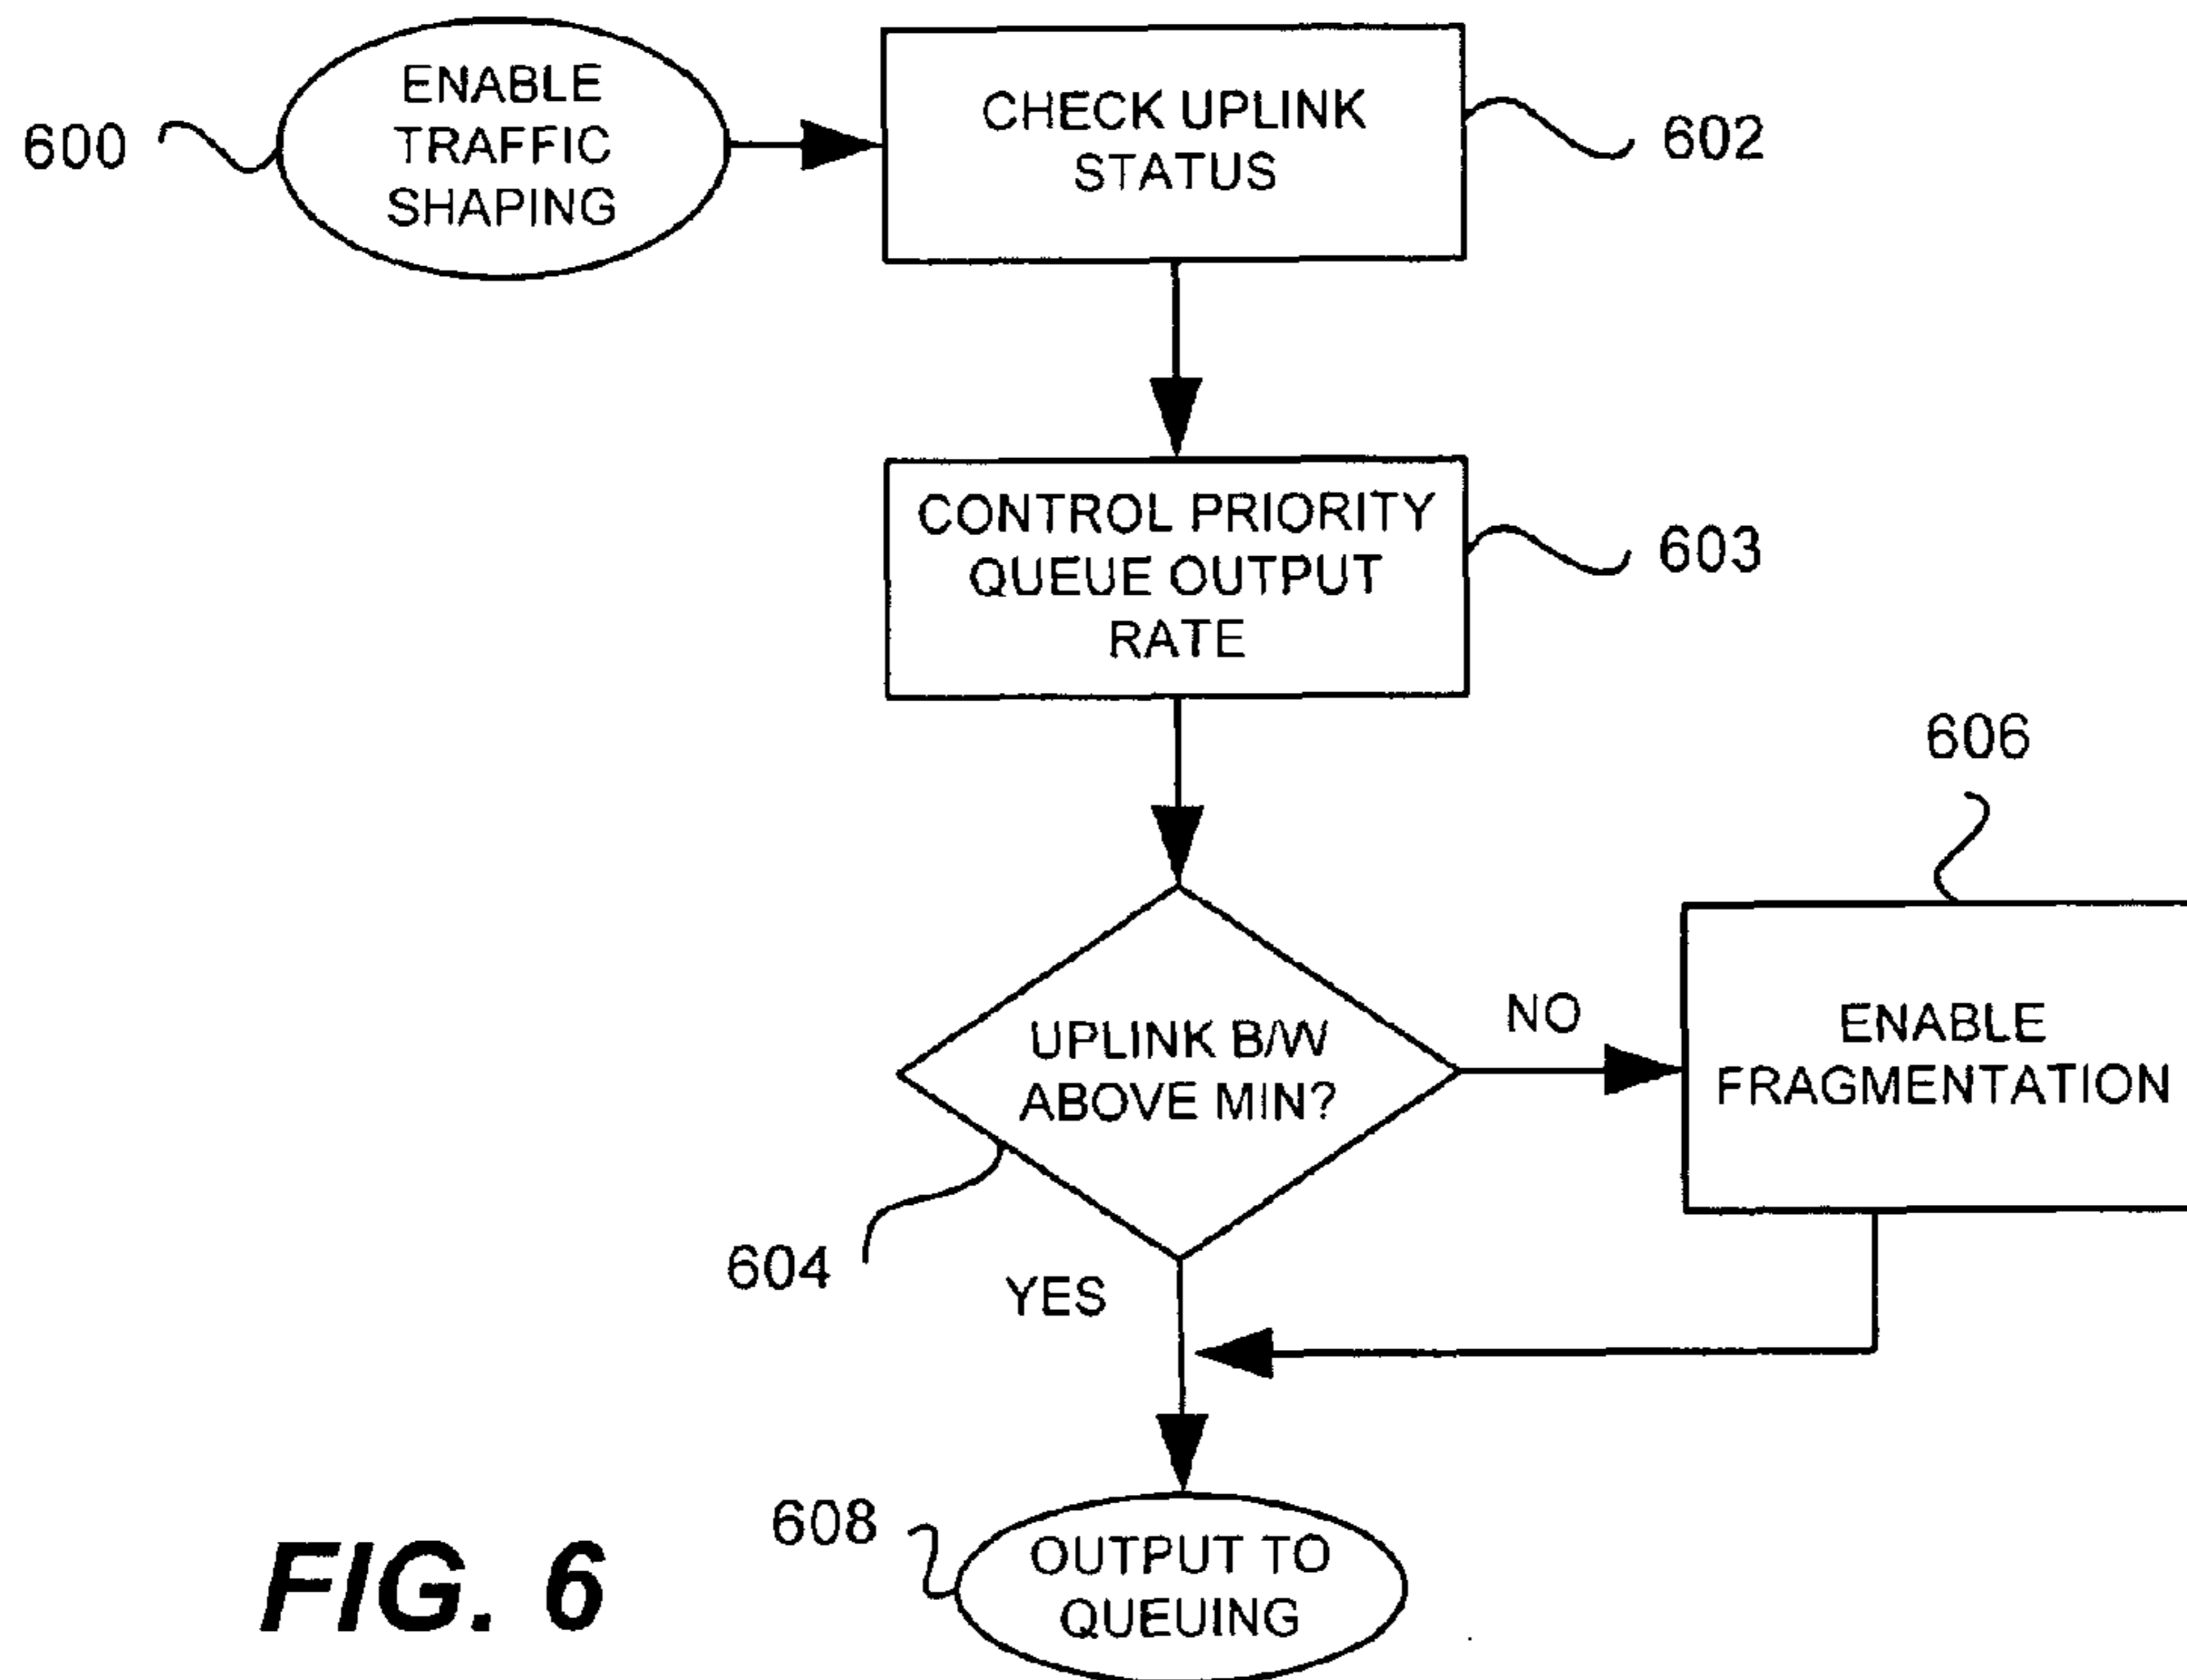 600
ENABLE
TRAFFIC
SHAPING
CHECK UPLINK
STATUS
602
CONTROL PRIORITY
QUEUE OUTPUT
RATE
603
606
UPLINK B/W
ABOVE MIN?
NO
ENABLE
FRAGMENTATION
604
YES
608
OUTPUT TO
QUEUING
FIG. 6